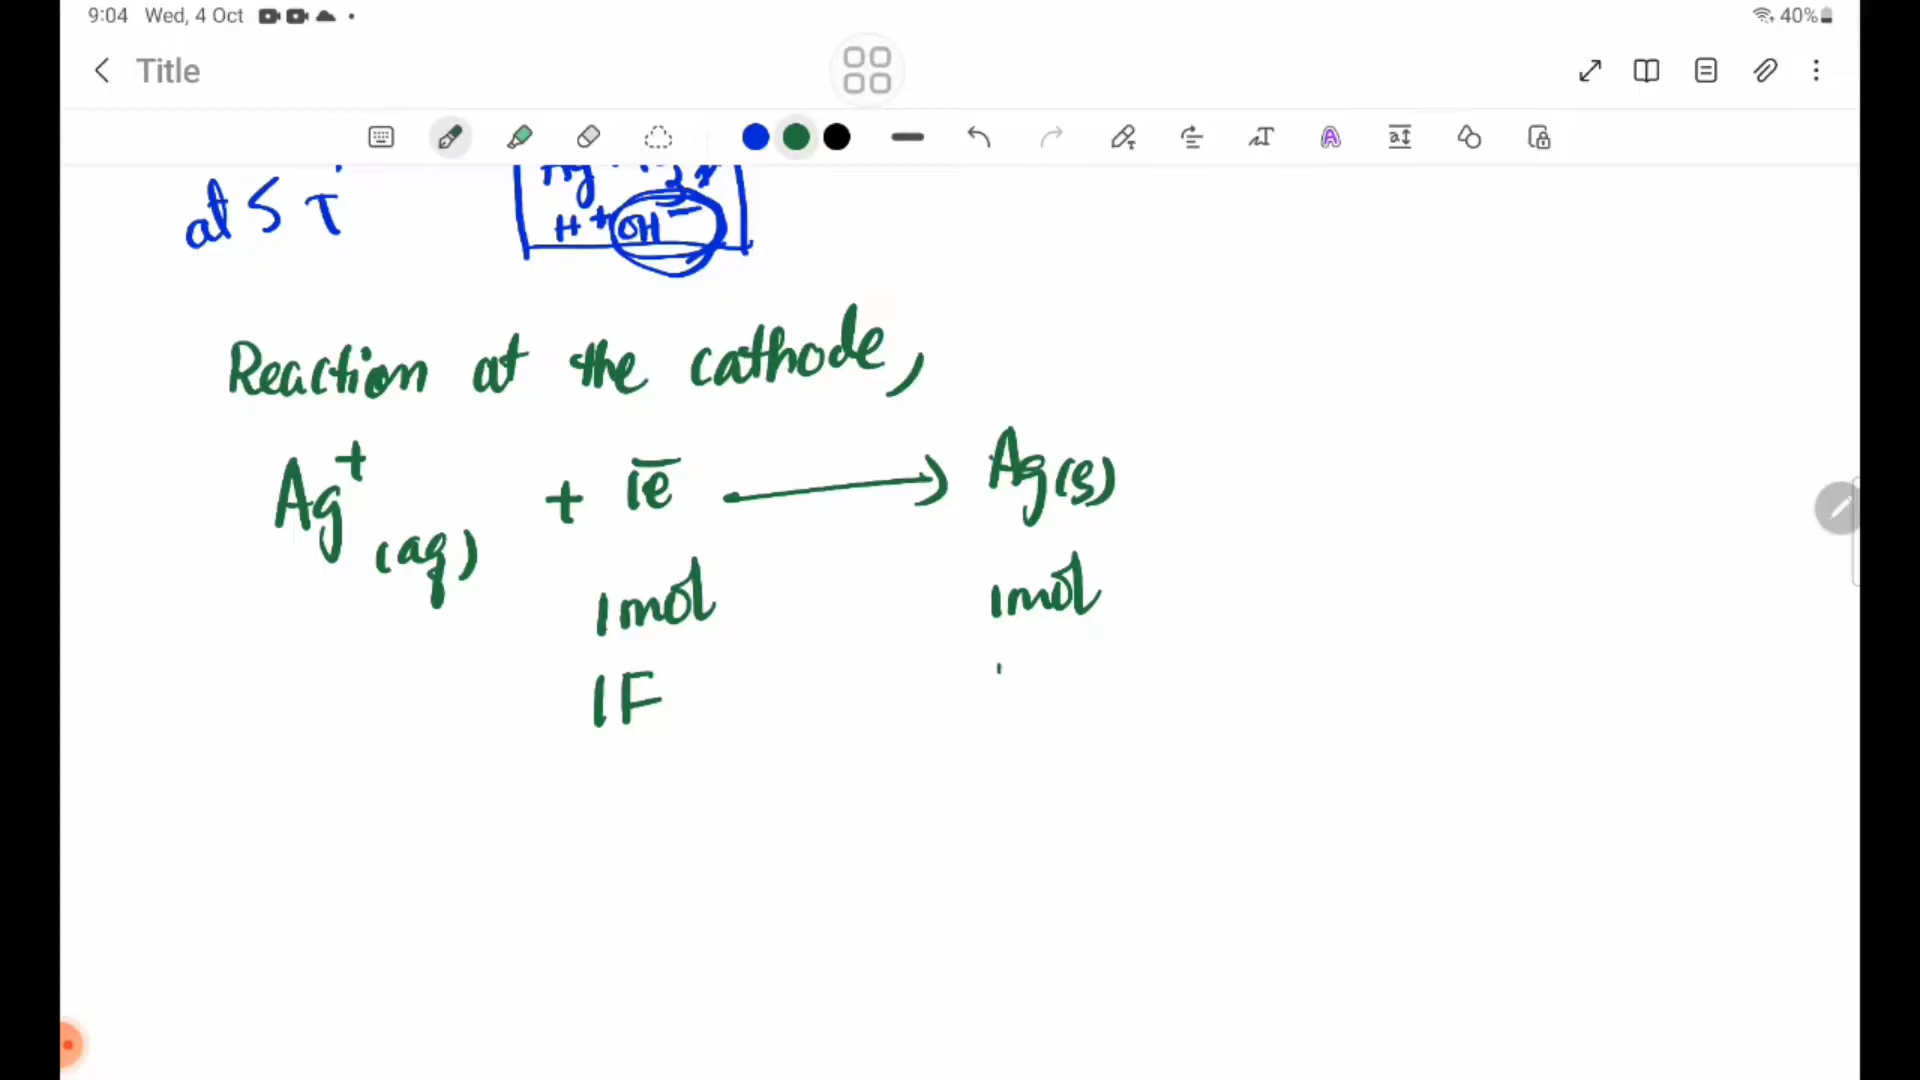 9:04 Wed, 4 Oct 40%
Title
at S T
H+ OH−
Reaction at the cathode,
Ag+(aq) + 1e̅ ⟶ Ag(s)
1mol 1mol
1F